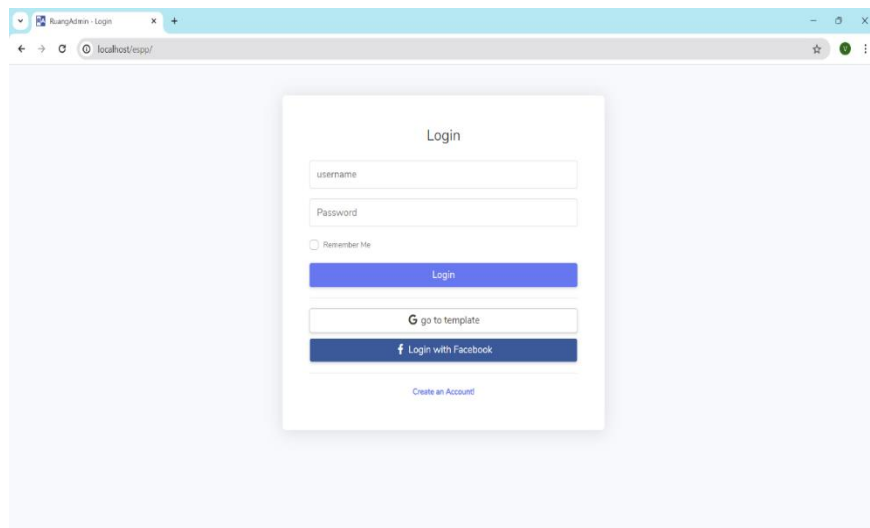 RuangAdmin - Login
localhost/espp/
V
Login
username
Password
Remember Me
Login
G go to template
f Login with Facebook
Create an Account!